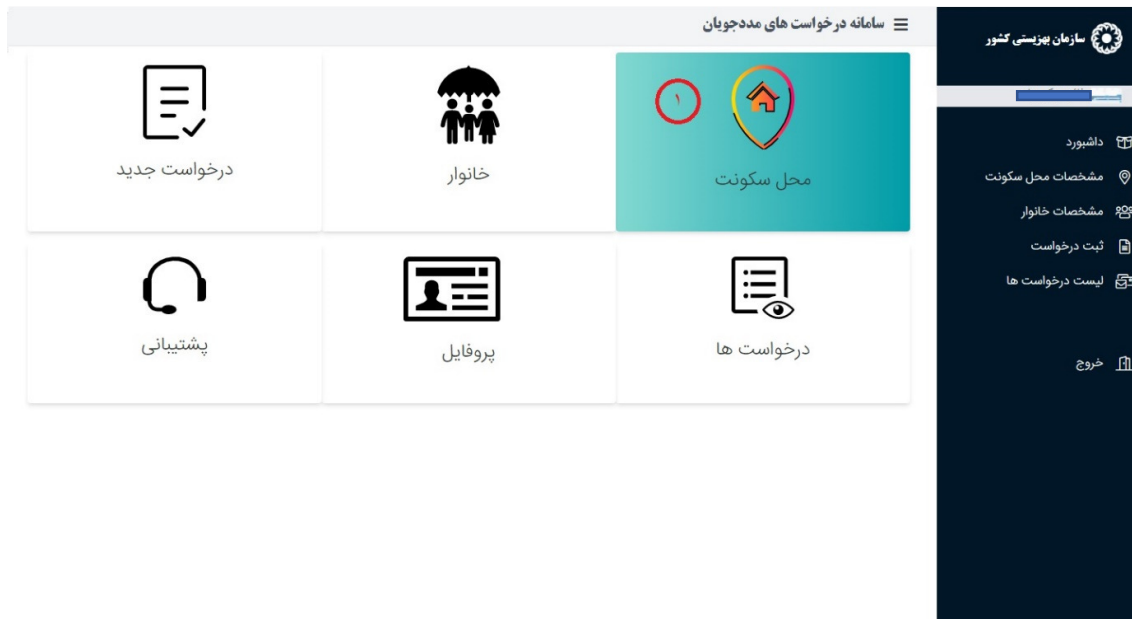 سازمان بهزیستی کشور
سامانه درخواست های مددجویان
داشبورد
مشخصات محل سکونت
مشخصات خانوار
ثبت درخواست
لیست درخواست ها
خروج
۱
محل سکونت
خانوار
درخواست جدید
درخواست ها
پروفایل
پشتیبانی